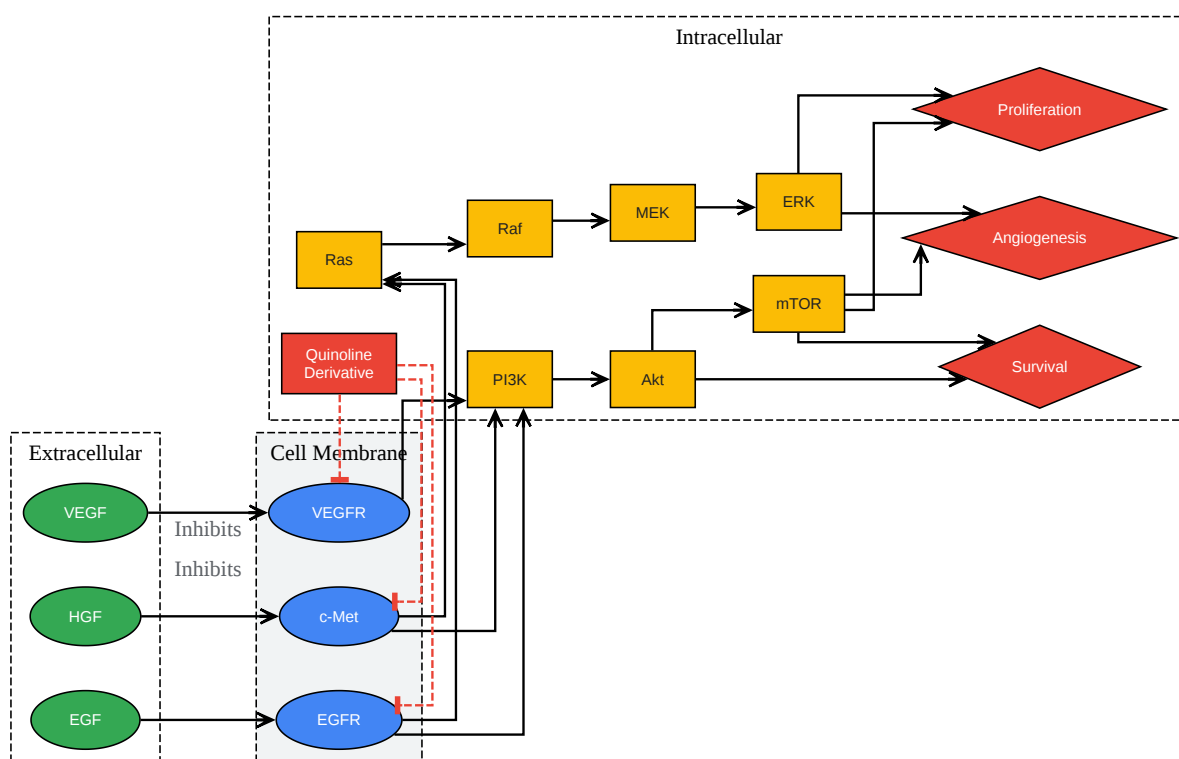 Intracellular
Proliferation
Angiogenesis
Survival
ERK
MEK
Raf
Ras
mTOR
Quinoline
Derivative
PI3K
Akt
Extracellular
Cell Membrane
VEGF
Inhibits
VEGFR
Inhibits
HGF
c-Met
EGF
EGFR